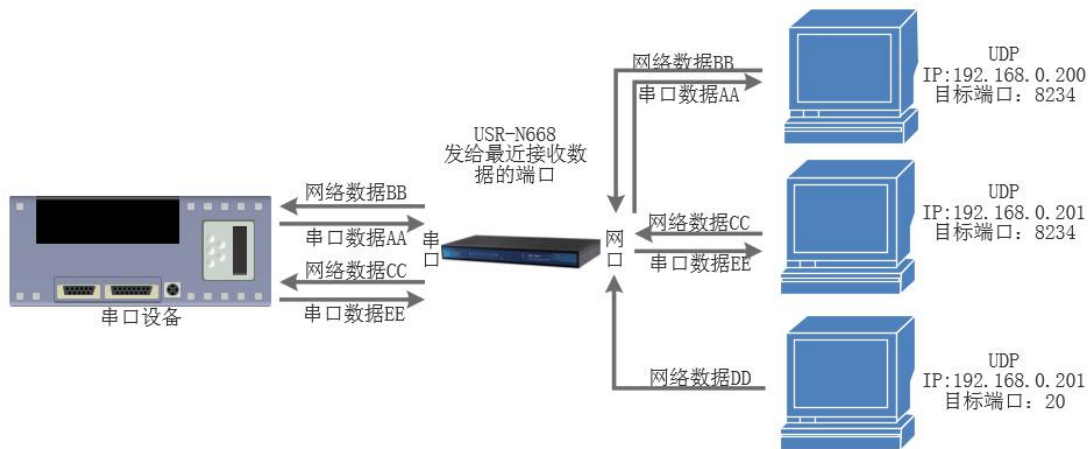 网络数据BB
串口数据AA
UDP
IP:192.168.0.200
目标端口：8234
USR-N668
发给最近接收数
据的端口
网络数据BB
串口数据AA
网络数据CC
串口数据EE
串口设备
串口
网口
网络数据CC
串口数据EE
UDP
IP:192.168.0.201
目标端口：8234
网络数据DD
UDP
IP:192.168.0.201
目标端口：20